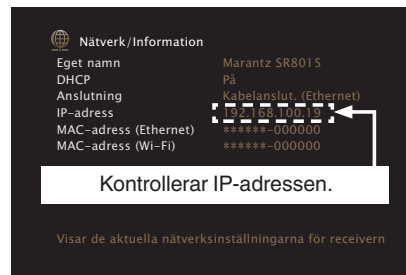 Nätverk/Information
Eget namn Marantz SR8015
DHCP På
Anslutning Kabelanslut. (Ethernet)
IP-adress 192.168.100.19
MAC-adress (Ethernet) ******-000000
MAC-adress (Wi-Fi) ******-000000
Kontrollerar IP-adressen.
Visar de aktuella nätverksinställningarna för receivern